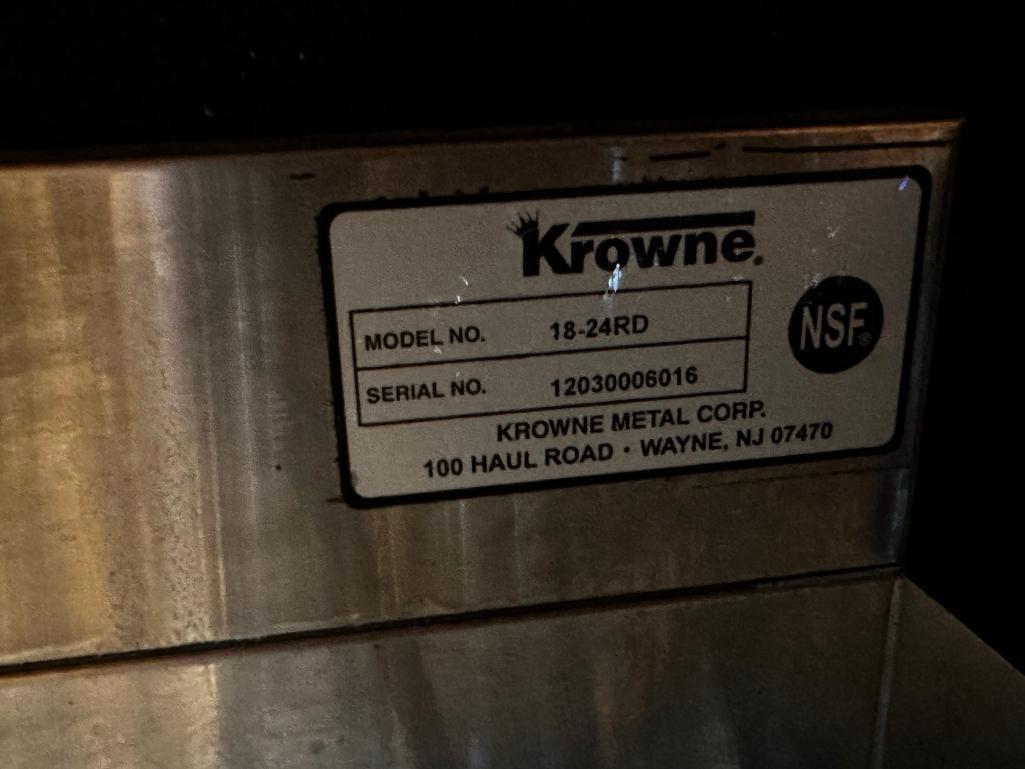 Krowne®
MODEL NO. 18-24RD
SERIAL NO. 12030006016
NSF®
KROWNE METAL CORP.
100 HAUL ROAD • WAYNE, NJ 07470